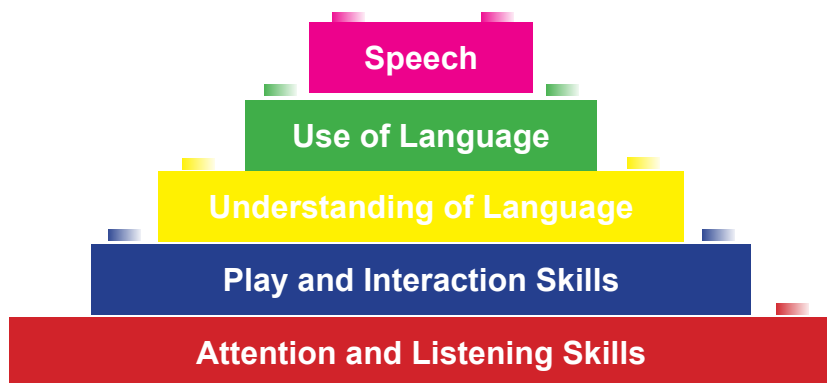 Speech
Use of Language
Understanding of Language
Play and Interaction Skills
Attention and Listening Skills